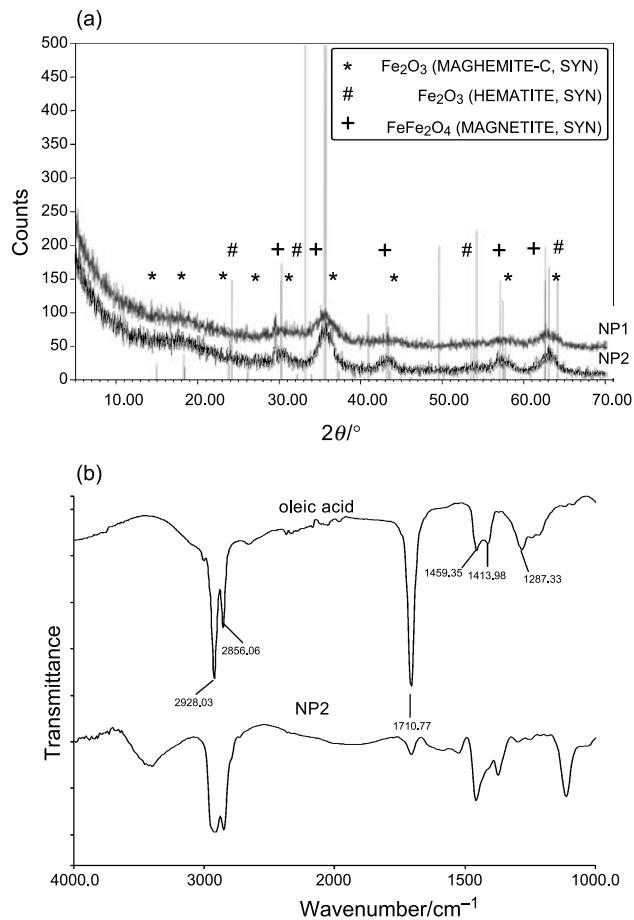 (a)
500
450
400
350
300
250
200
150
100
50
0
Counts
* Fe₂O₃ (MAGHEMITE-C, SYN)
# Fe₂O₃ (HEMATITE, SYN)
+ FeFe₂O₄ (MAGNETITE, SYN)
# + # + + # + + #
* * * * * * * * *
NP1
NP2
10.00 20.00 30.00 40.00 50.00 60.00 70.00
2θ/°
(b)
oleic acid
1459.35
1413.98
1287.33
2856.06
2928.03
1710.77
NP2
Transmittance
4000.0 3000 2000 1500 1000.0
Wavenumber/cm⁻¹